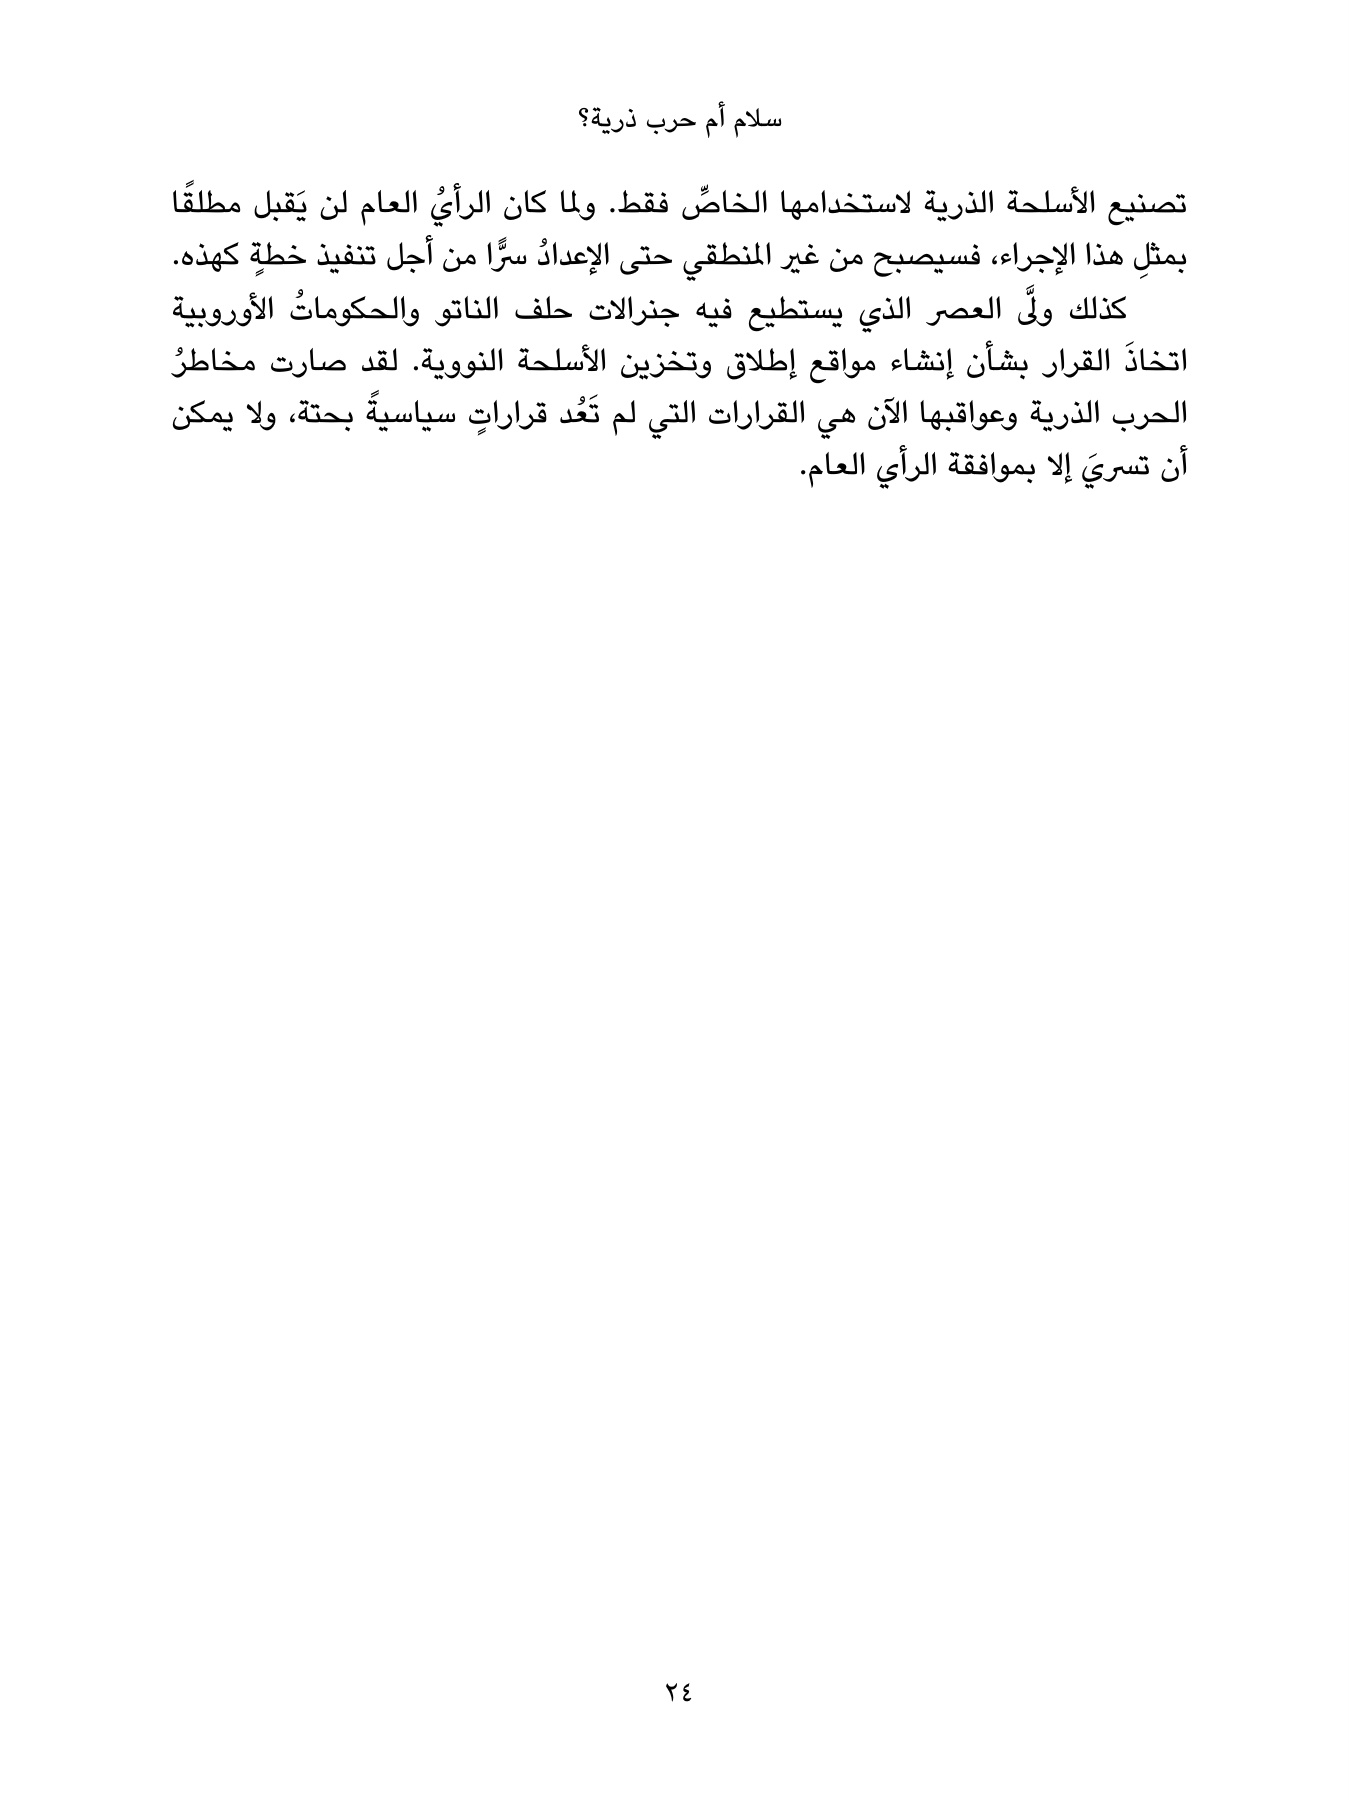 سلام أم حرب ذرية؟
تصنيع الأسلحة الذرية لاستخدامها الخاصِّ فقط. ولما كان الرأيُ العام لن يَقبل مطلقًا
بمثلِ هذا الإجراء، فسيصبح من غير المنطقي حتى الإعدادُ سرًّا من أجل تنفيذ خطةٍ كهذه.
كذلك ولَّى العصر الذي يستطيع فيه جنرالات حلف الناتو والحكوماتُ الأوروبية
اتخاذَ القرار بشأن إنشاء مواقع إطلاق وتخزين الأسلحة النووية. لقد صارت مخاطرُ
الحرب الذرية وعواقبها الآن هي القرارات التي لم تَعُد قراراتٍ سياسيةً بحتة، ولا يمكن
أن تسريَ إلا بموافقة الرأي العام.
٢٤